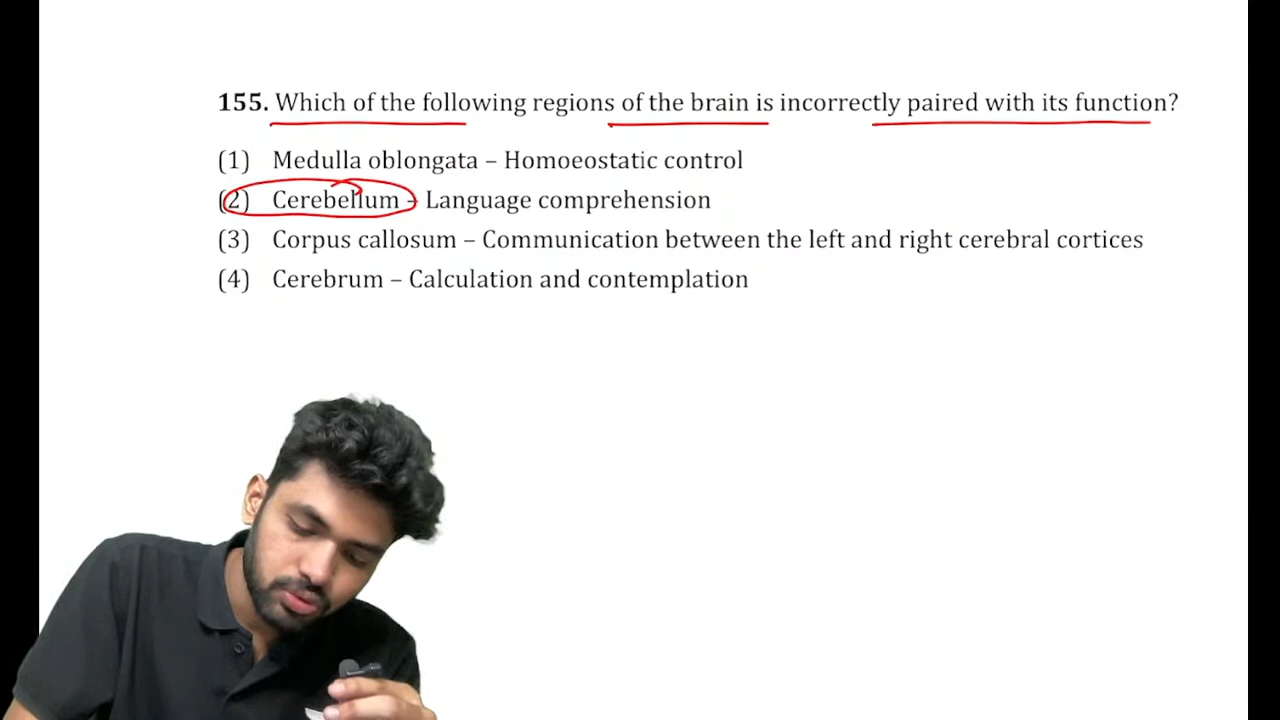 155. Which of the following regions of the brain is incorrectly paired with its function?
(1) Medulla oblongata – Homoeostatic control
(2) Cerebellum – Language comprehension
(3) Corpus callosum – Communication between the left and right cerebral cortices
(4) Cerebrum – Calculation and contemplation